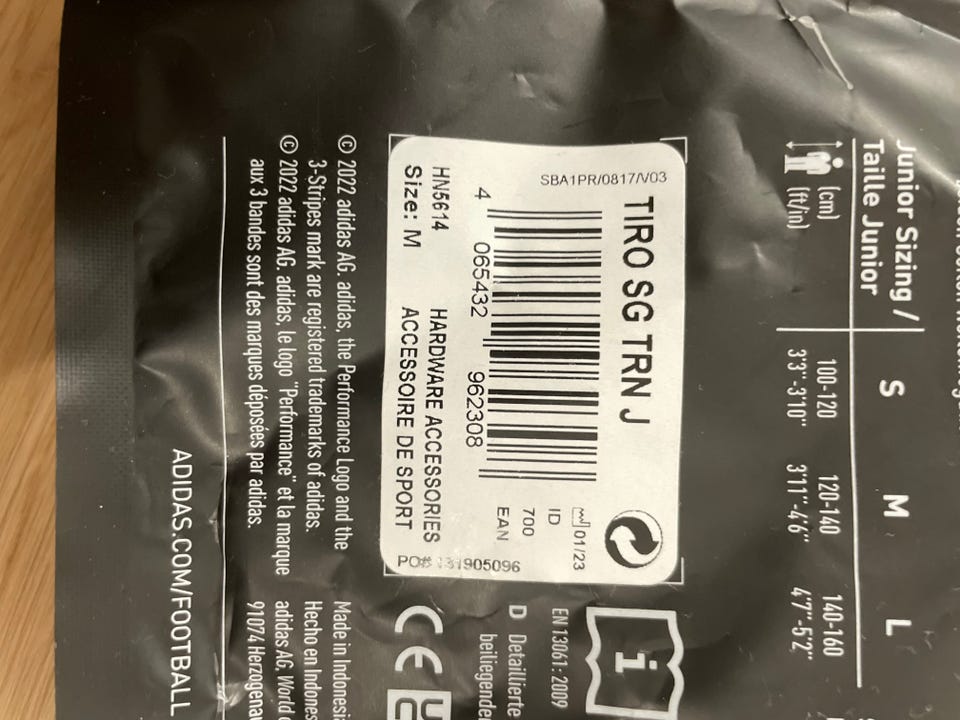 Junior Sizing /
Taille Junior
S
M
L
(cm)
100-120
120-140
140-160
(ft/in)
3'3''-3'10''
3'11''-4'6''
4'7''-5'2''
SBA1PR/0817/V03
TIRO SG TRN J
01/23
ID
700
EAN
4 065432 962308
HN5614
HARDWARE ACCESSORIES
Size: M
ACCESSOIRE DE SPORT
PO# 905096
i
EN 13061: 2009
D Detaillierte
beiliegender
CE
© 2022 adidas AG. adidas, the Performance Logo and the
3-Stripes mark are registered trademarks of adidas.
© 2022 adidas AG. adidas, le logo "Performance" et la marque
aux 3 bandes sont des marques déposées par adidas.
Made in Indonesia
Hecho en Indones
adidas AG, World
91074 Herzogena
ADIDAS.COM/FOOTBALL